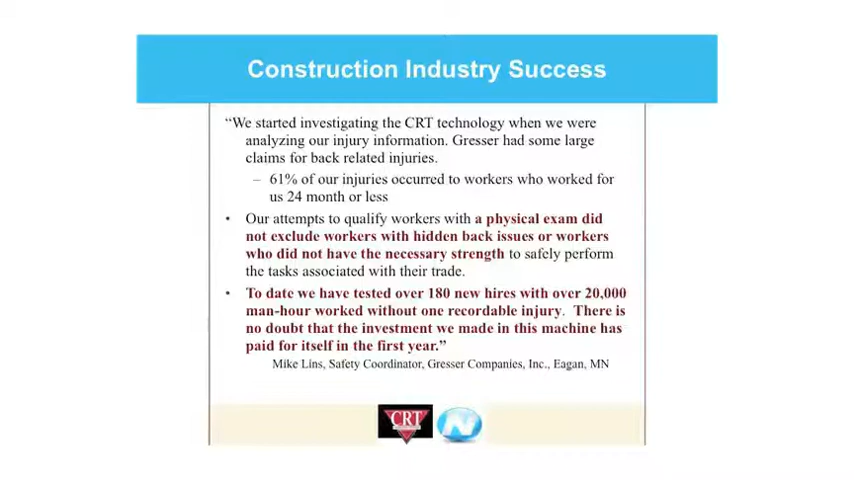 Construction Industry Success
“We started investigating the CRT technology when we were
analyzing our injury information. Gresser had some large
claims for back related injuries.
– 61% of our injuries occurred to workers who worked for
us 24 month or less
• Our attempts to qualify workers with a physical exam did
not exclude workers with hidden back issues or workers
who did not have the necessary strength to safely perform
the tasks associated with their trade.
• To date we have tested over 180 new hires with over 20,000
man-hour worked without one recordable injury. There is
no doubt that the investment we made in this machine has
paid for itself in the first year.”
Mike Lins, Safety Coordinator, Gresser Companies, Inc., Eagan, MN
CRT
N